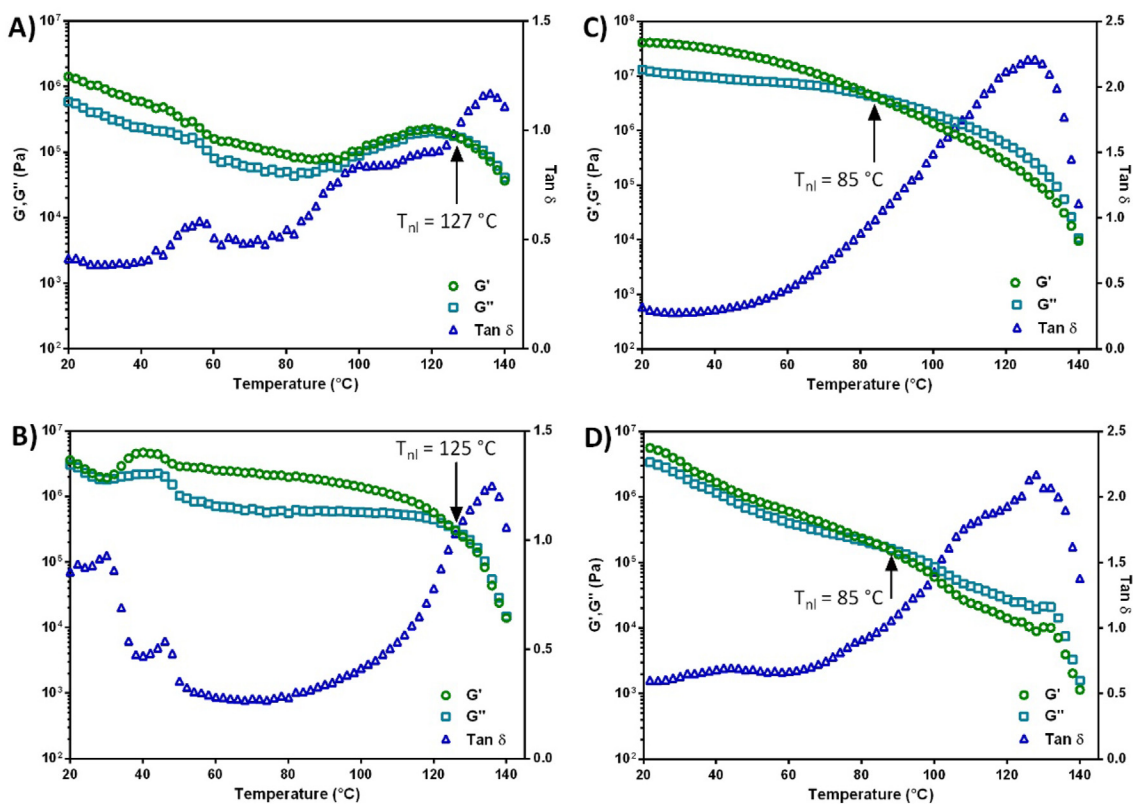 A)
10⁷
10⁶
10⁵
10⁴
10³
10²
G',G" (Pa)
1.5
1.0
0.5
0.0
Tan δ
Tnl = 127 °C
G'
G"
Tan δ
20 40 60 80 100 120 140
Temperature (°C)
C)
10⁸
10⁷
10⁶
10⁵
10⁴
10³
10²
G',G" (Pa)
2.5
2.0
1.5
1.0
0.5
0.0
Tan δ
Tnl = 85 °C
G'
G"
Tan δ
20 40 60 80 100 120 140
Temperature (°C)
B)
10⁷
10⁶
10⁵
10⁴
10³
10²
G',G" (Pa)
1.5
1.0
0.5
0.0
Tan δ
Tnl = 125 °C
G'
G"
Tan δ
20 40 60 80 100 120 140
Temperature (°C)
D)
10⁷
10⁶
10⁵
10⁴
10³
10²
G',G" (Pa)
2.5
2.0
1.5
1.0
0.5
0.0
Tan δ
Tnl = 85 °C
G'
G"
Tan δ
20 40 60 80 100 120 140
Temperature (°C)